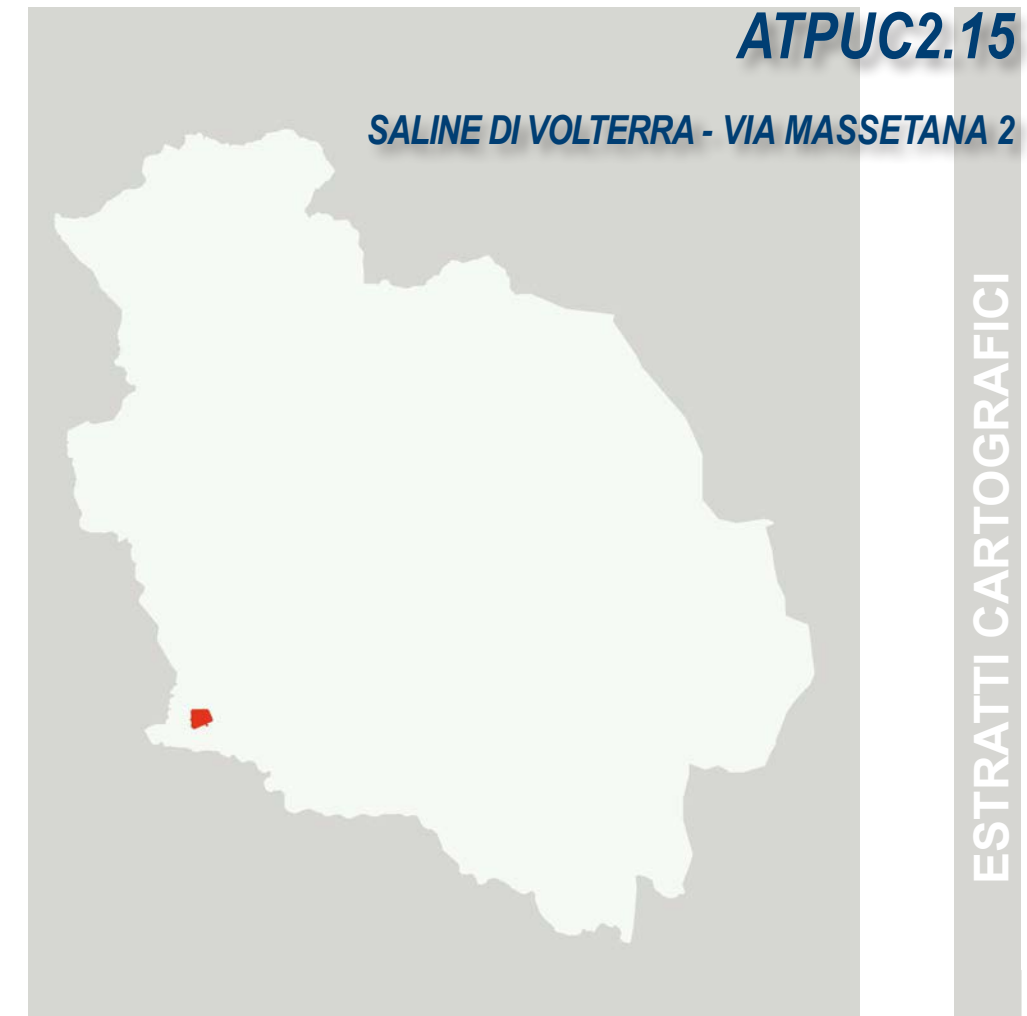 ATPUC2.15
SALINE DI VOLTERRA - VIA MASSETANA 2
ESTRATTI CARTOGRAFICI